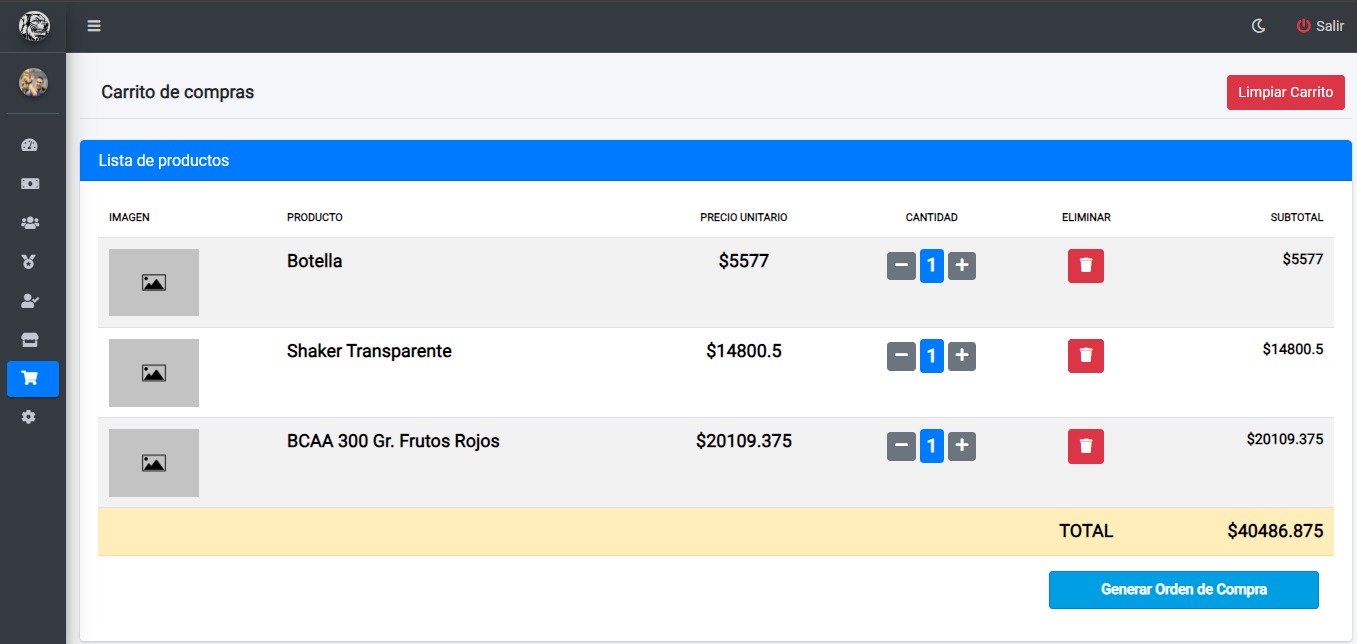 Salir
Carrito de compras
Limpiar Carrito
Lista de productos
IMAGEN PRODUCTO PRECIO UNITARIO CANTIDAD ELIMINAR SUBTOTAL
Botella $5577 − 1 + $5577
Shaker Transparente $14800.5 − 1 + $14800.5
BCAA 300 Gr. Frutos Rojos $20109.375 − 1 + $20109.375
TOTAL $40486.875
Generar Orden de Compra